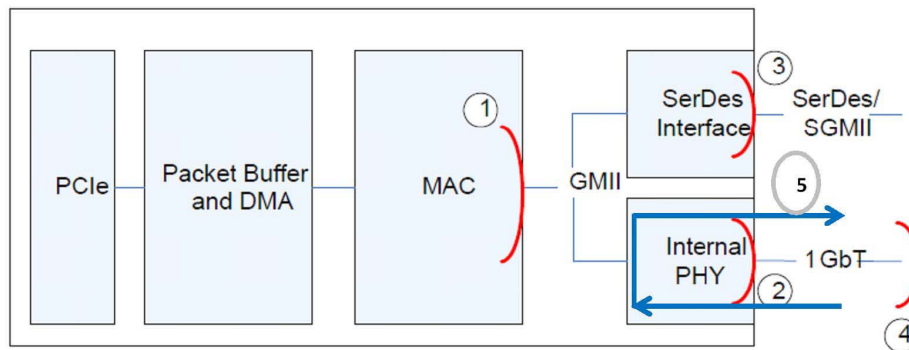 1
3
SerDes
Interface
SerDes/
SGMII
PCIe
Packet Buffer
and DMA
MAC
GMII
5
Internal
PHY
1GbT
2
4